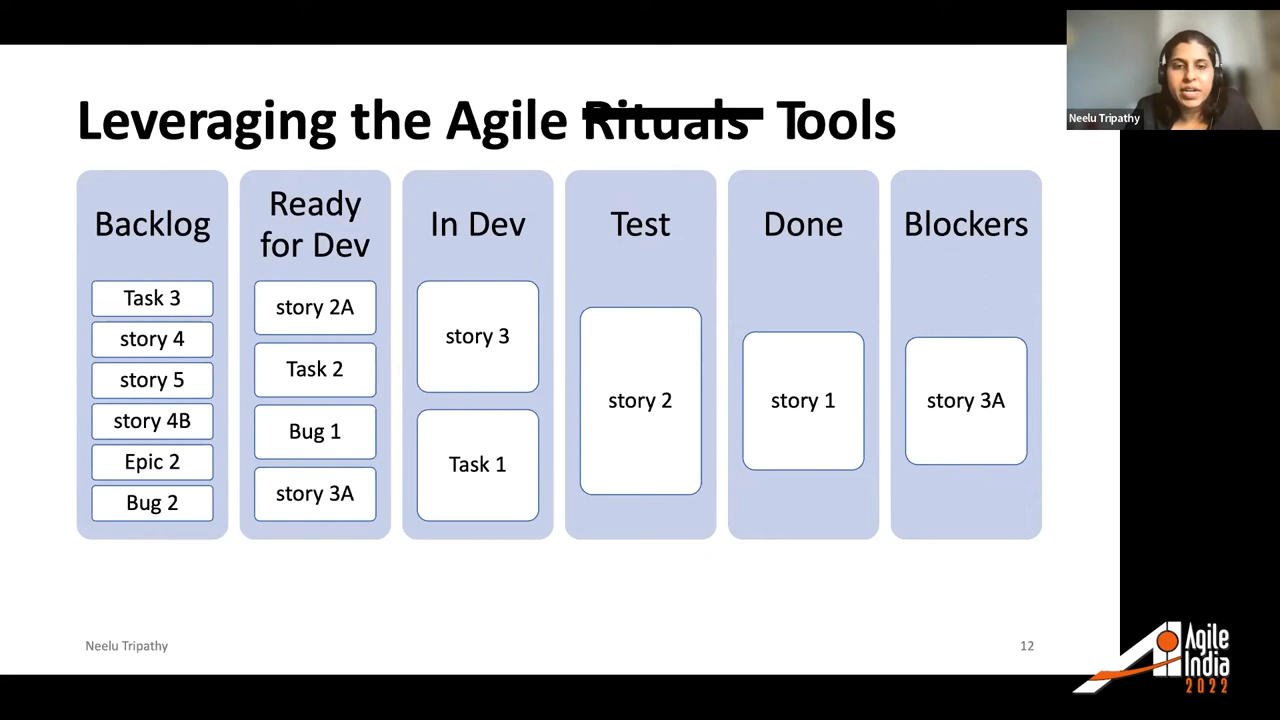 Leveraging the Agile Rituals Tools
Backlog
Task 3
story 4
story 5
story 4B
Epic 2
Bug 2
Ready
for Dev
story 2A
Task 2
Bug 1
story 3A
In Dev
story 3
Task 1
Test
story 2
Done
story 1
Blockers
story 3A
Neelu Tripathy
12
Neelu Tripathy
Agile
India
2022